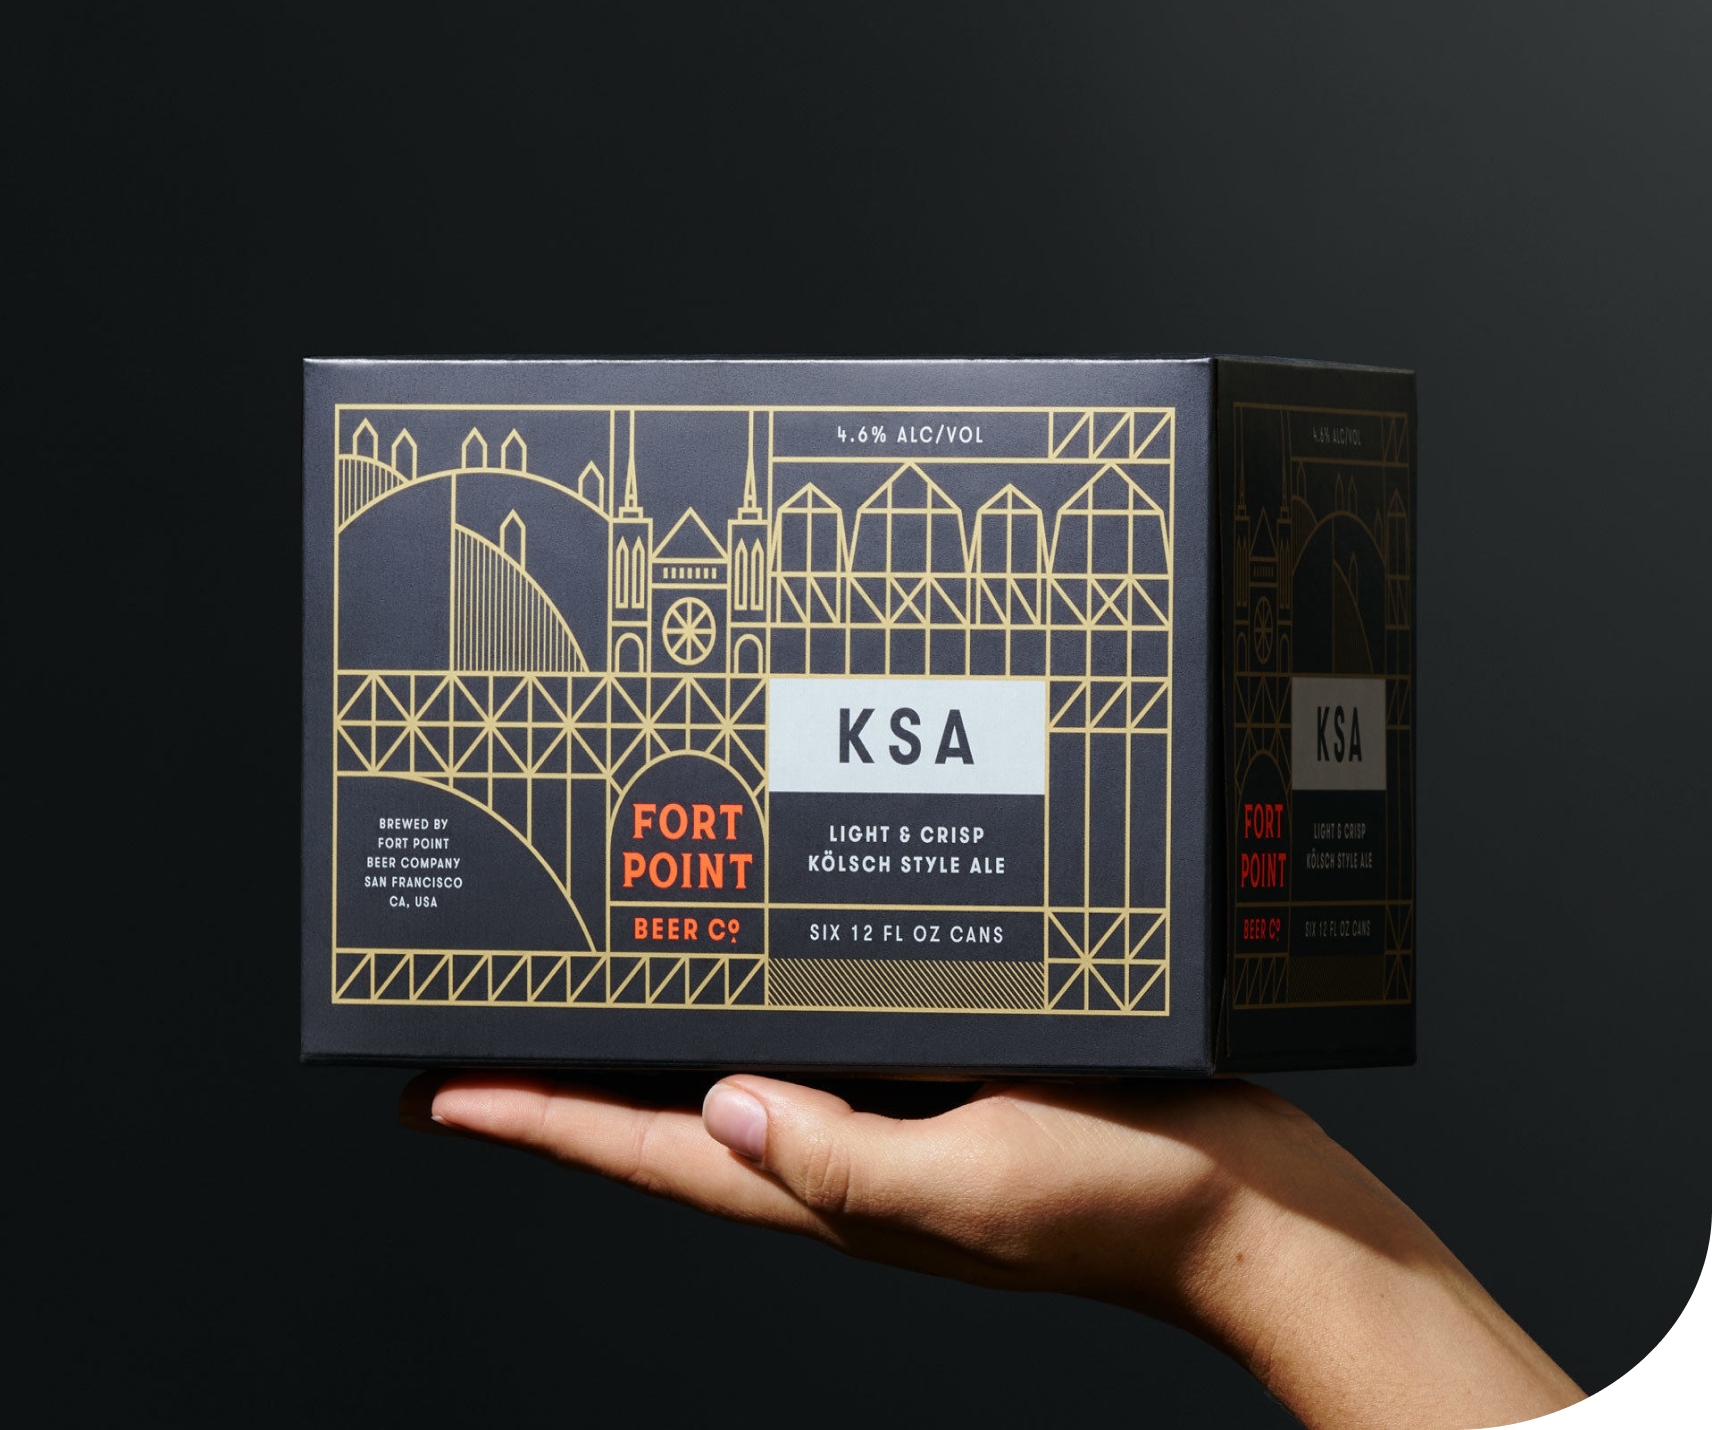 4.6% ALC/VOL
KSA
LIGHT & CRISP
KÖLSCH STYLE ALE
SIX 12 FL OZ CANS
FORT
POINT
BEER Cº
BREWED BY
FORT POINT
BEER COMPANY
SAN FRANCISCO
CA, USA
4.6% ALC/VOL
KSA
LIGHT & CRISP
KÖLSCH STYLE ALE
SIX 12 FL OZ CANS
FORT
POINT
BEER Cº